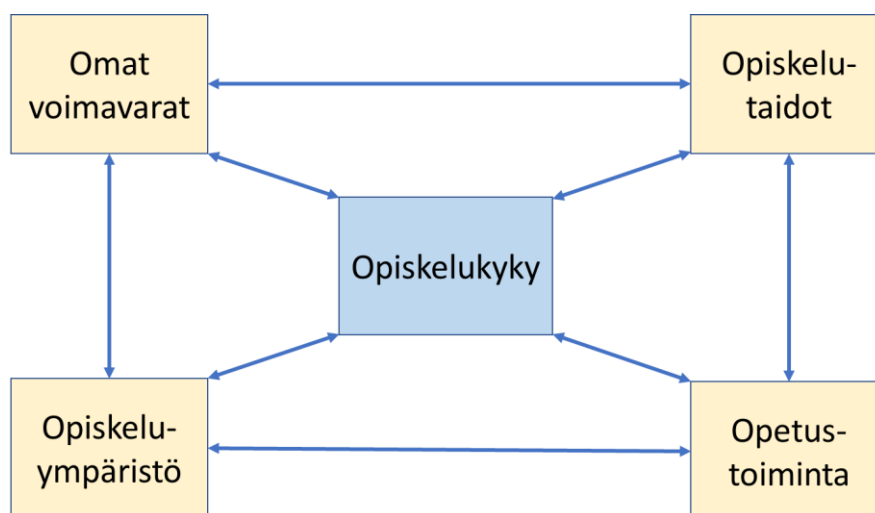 Omat
voimavarat
Opiskelu-
taidot
Opiskelukyky
Opiskelu-
ympäristö
Opetus-
toiminta